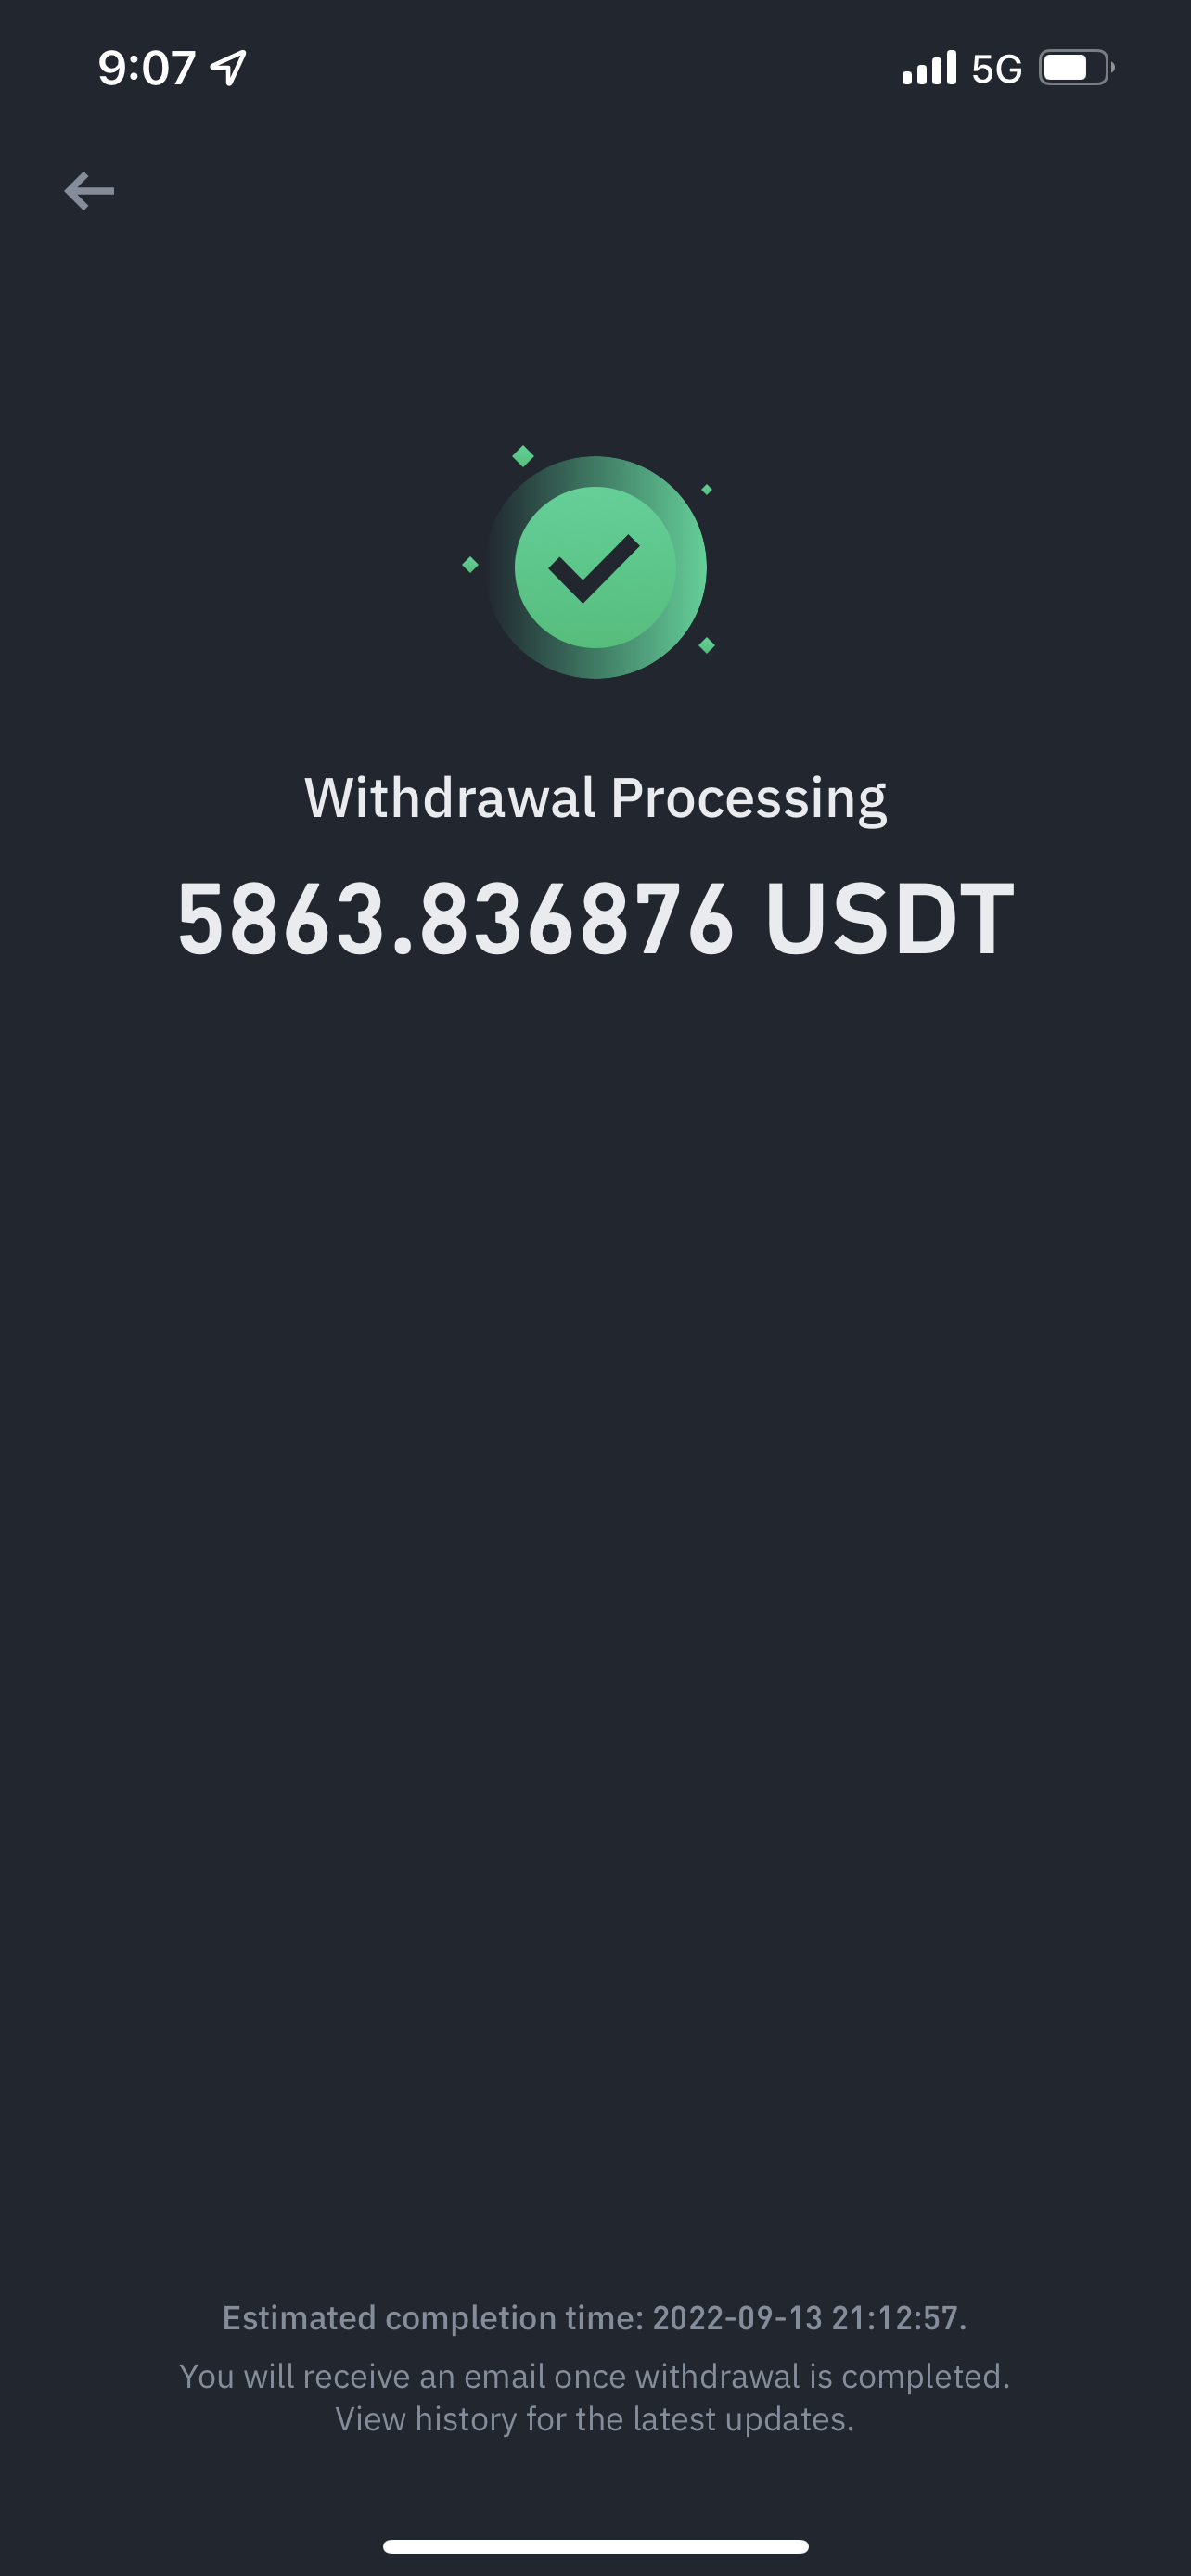 9:07
5G
Withdrawal Processing
5863.836876 USDT
Estimated completion time: 2022-09-13 21:12:57.
You will receive an email once withdrawal is completed.
View history for the latest updates.